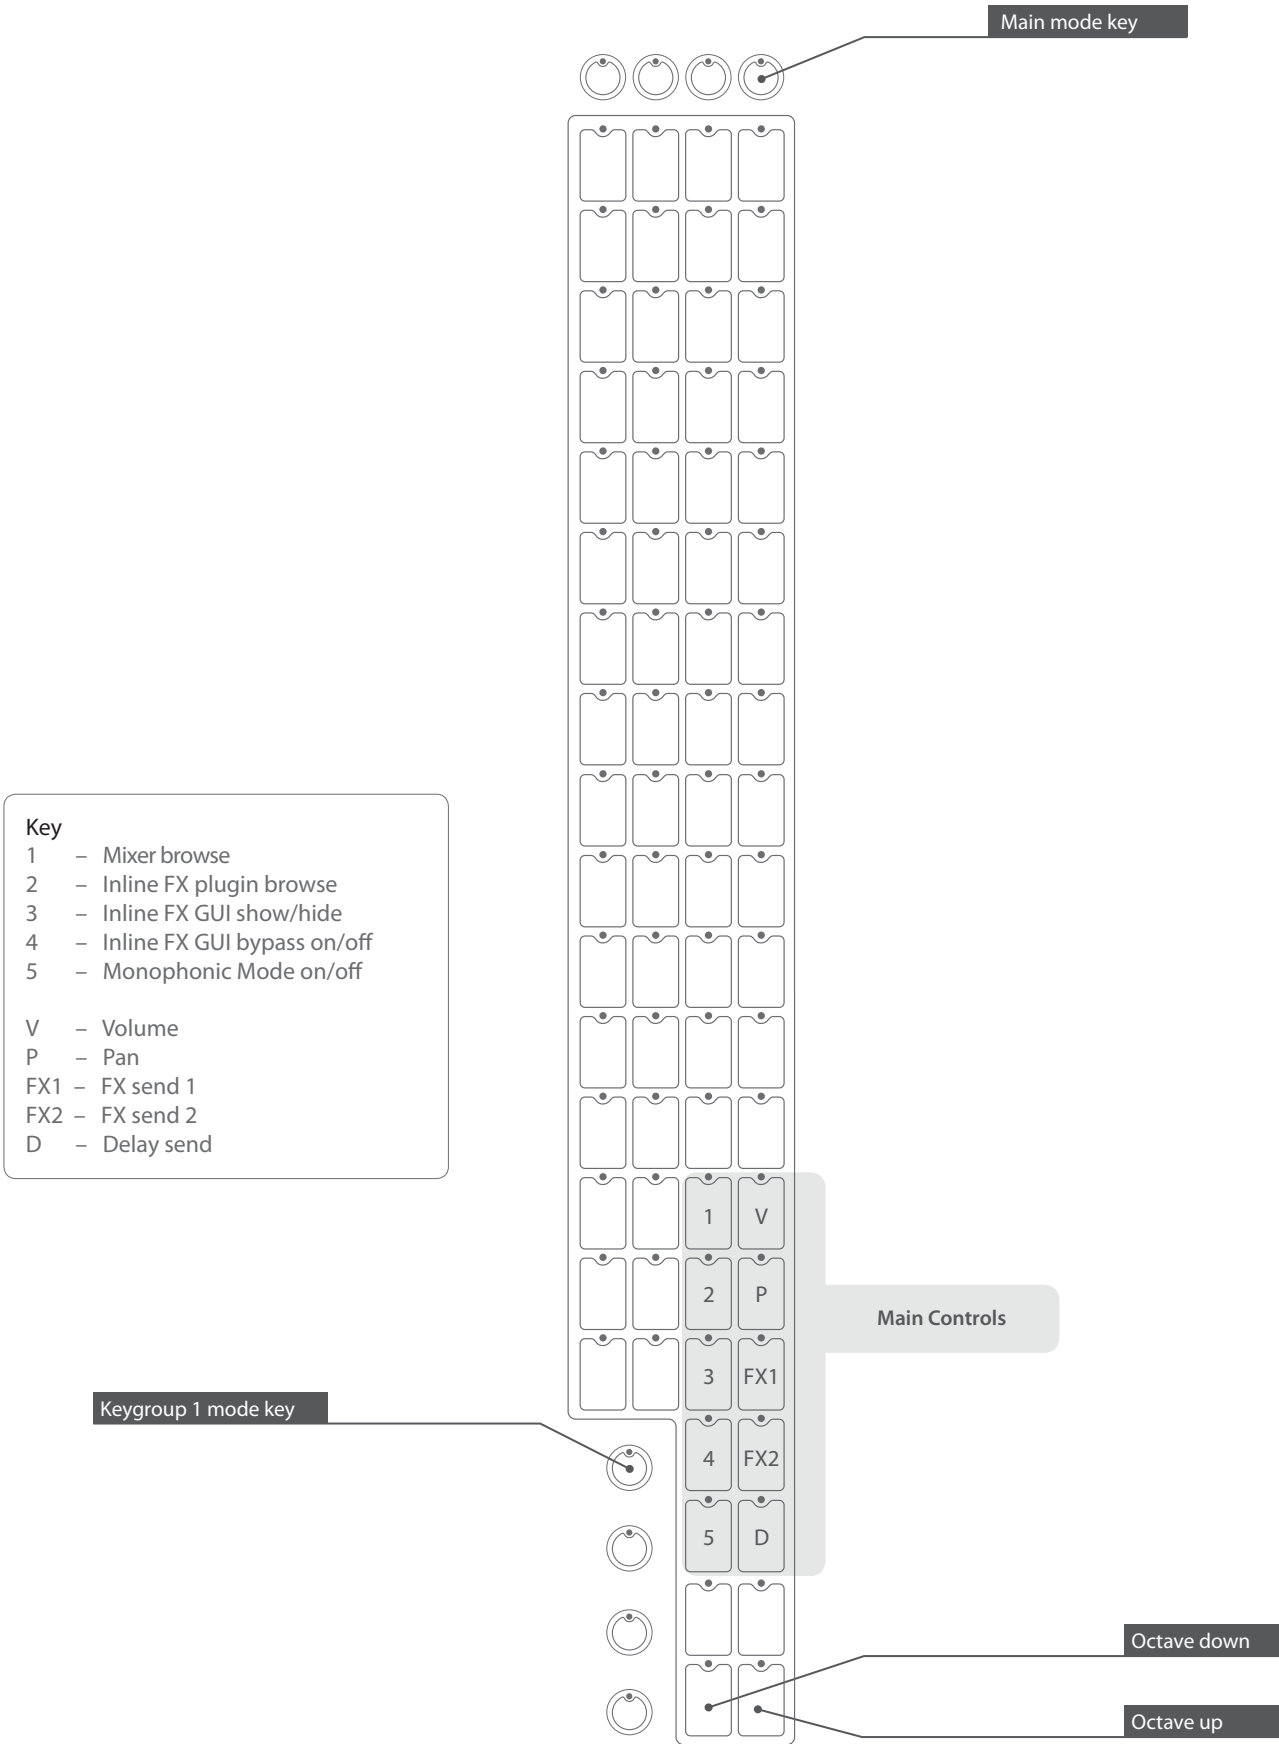 Main mode key
Key
1 – Mixer browse
2 – Inline FX plugin browse
3 – Inline FX GUI show/hide
4 – Inline FX GUI bypass on/off
5 – Monophonic Mode on/off
V – Volume
P – Pan
FX1 – FX send 1
FX2 – FX send 2
D – Delay send
1 V
2 P
Main Controls
3 FX1
Keygroup 1 mode key
4 FX2
5 D
Octave down
Octave up